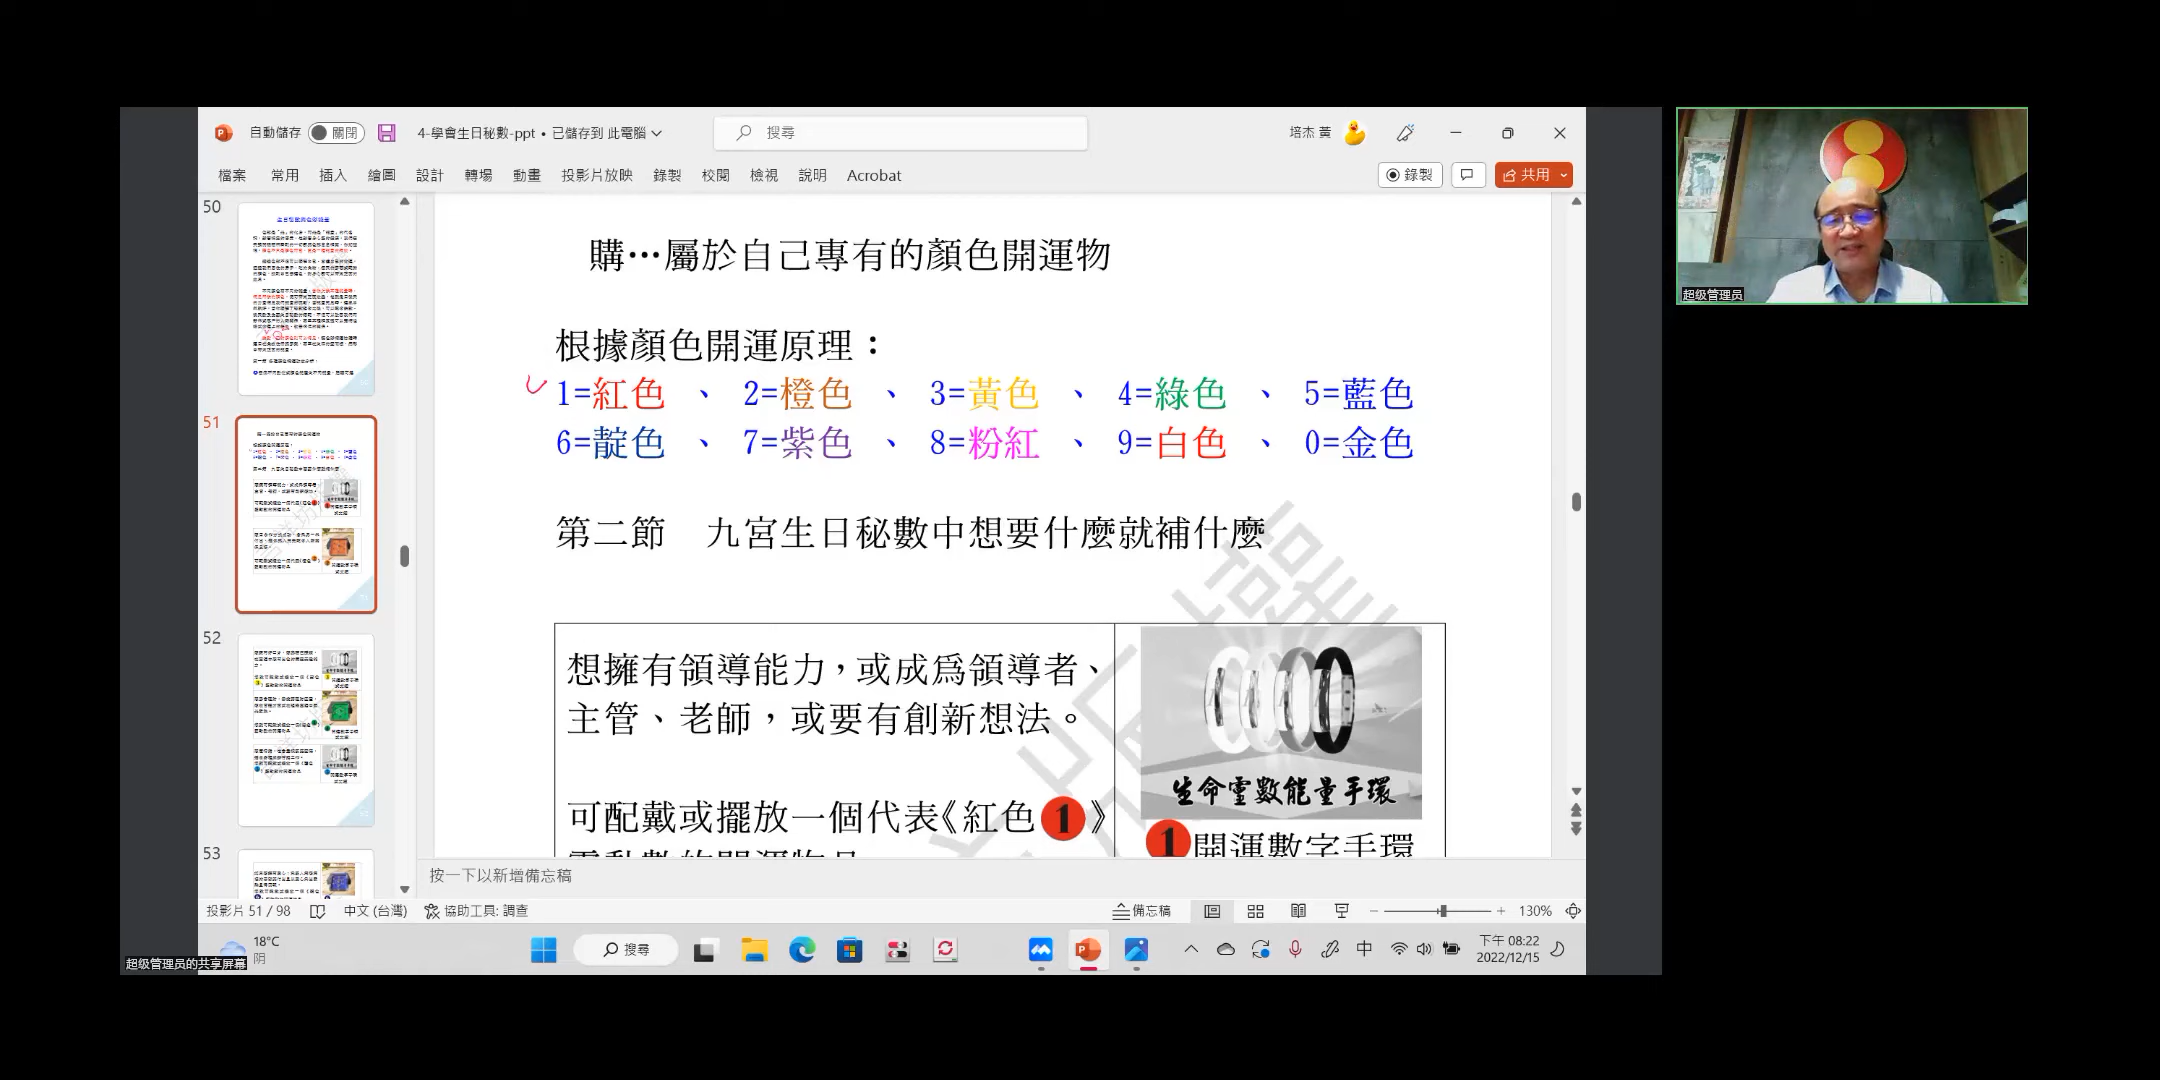 自動儲存
關閉
4-學會生日秘數-ppt • 已儲存到 此電腦
搜尋
培杰 黃
檔案 常用 插入 繪圖 設計 轉場 動畫 投影片放映 錄製 校閱 檢視 說明 Acrobat
錄製
共用
50
51
52
53
購…屬於自己專有的顏色開運物
根據顏色開運原理：
1=紅色 、 2=橙色 、 3=黃色 、 4=綠色 、 5=藍色
6=靛色 、 7=紫色 、 8=粉紅 、 9=白色 、 0=金色
第二節 九宮生日秘數中想要什麼就補什麼
想擁有領導能力，或成為領導者、
主管、老師，或要有創新想法。
可配戴或擺放一個代表《紅色1》
生命靈數能量手環
1開運數字手環
按一下以新增備忘稿
投影片 51 / 98
中文 (台灣)
協助工具: 調查
備忘稿
130%
18°C
阴
搜尋
中
下午 08:22
2022/12/15
超级管理员的共享屏幕
超级管理员